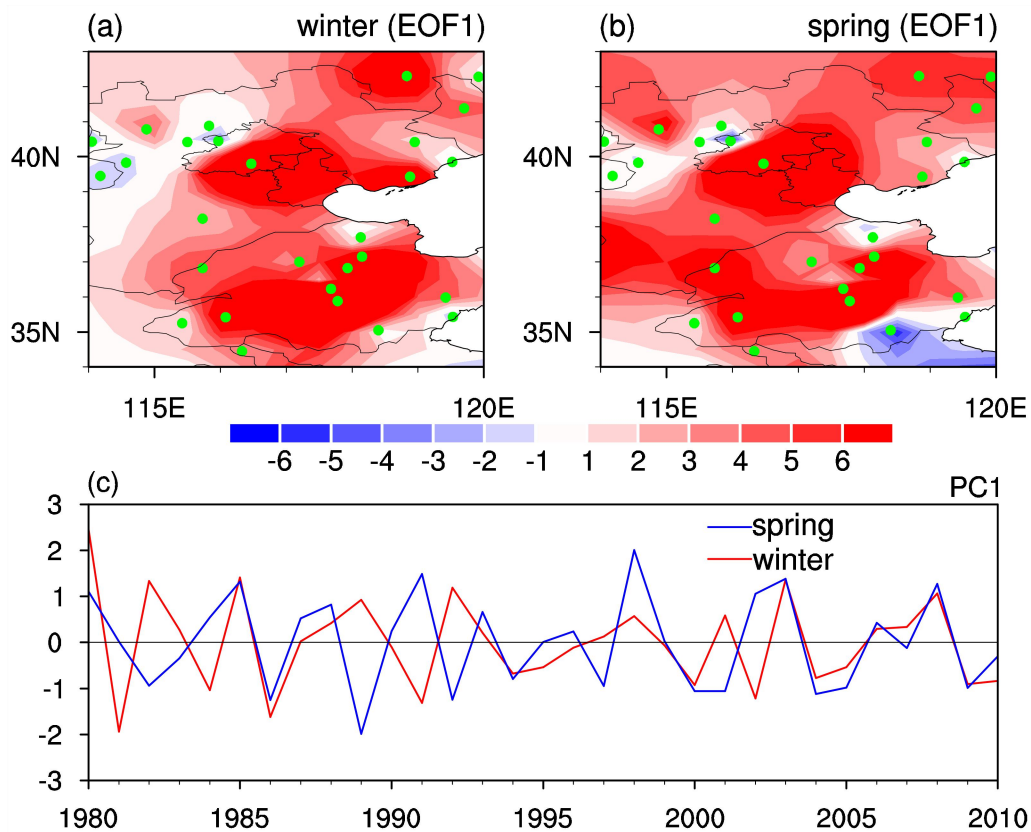 (a) winter (EOF1) (b) spring (EOF1)
40N 40N
35N 35N
115E 120E 115E 120E
-6 -5 -4 -3 -2 -1 1 2 3 4 5 6
(c) PC1
3
spring
2
winter
1
0
-1
-2
-3
1980 1985 1990 1995 2000 2005 2010